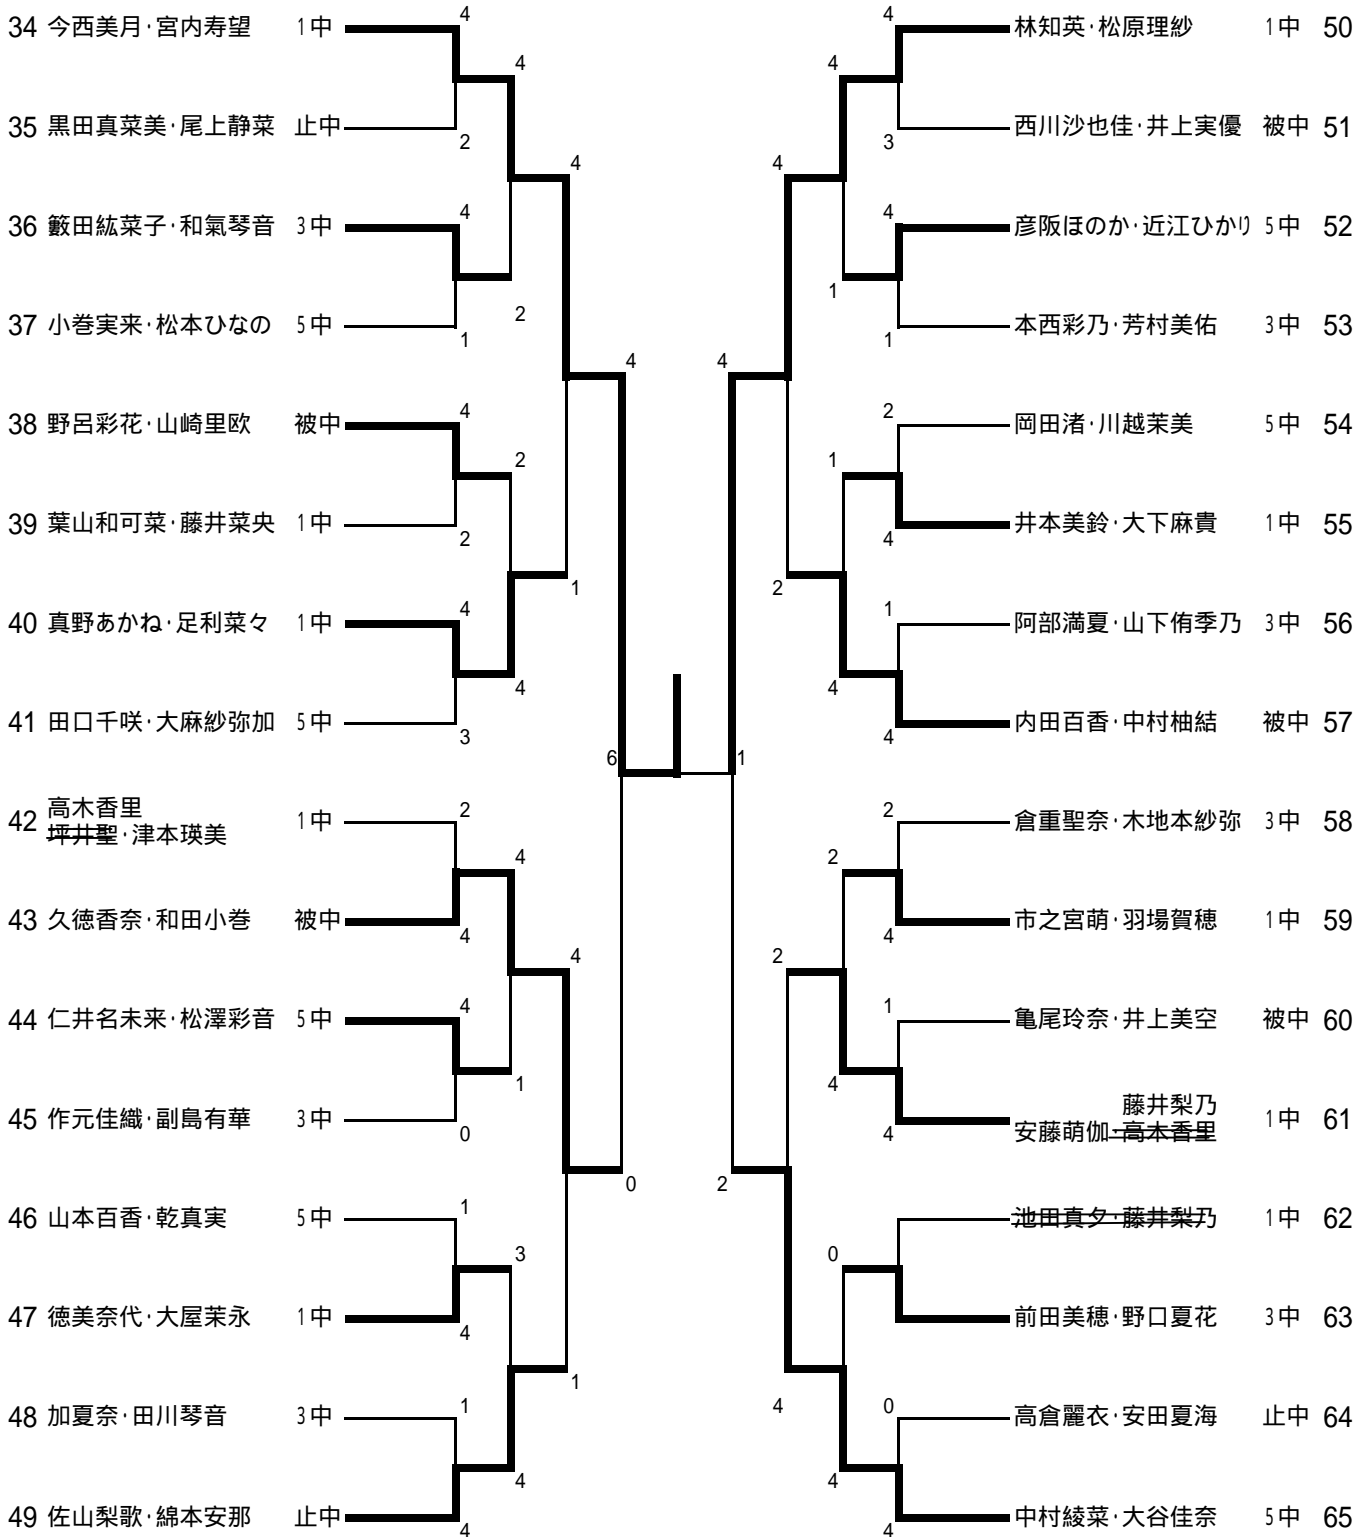 34 今西美月·宮内寿望 1中
35 黒田真菜美·尾上静菜 止中
36 籔田紘菜子·和氣琴音 3中
37 小巻実来·松本ひなの 5中
38 野呂彩花·山崎里欧 被中
39 葉山和可菜·藤井菜央 1中
40 真野あかね·足利菜々 1中
41 田口千咲·大麻紗弥加 5中
高木香里
42 坪井聖·津本瑛美 1中
43 久徳香奈·和田小巻 被中
44 仁井名未来·松澤彩音 5中
45 作元佳織·副島有華 3中
46 山本百香·乾真実 5中
47 徳美奈代·大屋茉永 1中
48 加夏奈·田川琴音 3中
49 佐山梨歌·綿本安那 止中
4
2
4
1
4
2
4
3
2
4
4
0
1
4
1
4
4
2
2
4
4
1
3
4
4
1
4
1
4
0
6
1
4
2
4
2
2
4
4
1
1
4
2
4
0
4
4
3
4
1
2
4
1
4
2
4
1
4
0
4
林知英·松原理紗 1中 50
西川沙也佳·井上実優 被中 51
彦阪ほのか·近江ひかり 5中 52
本西彩乃·芳村美佑 3中 53
岡田渚·川越茉美 5中 54
井本美鈴·大下麻貴 1中 55
阿部満夏·山下侑季乃 3中 56
内田百香·中村柚結 被中 57
倉重聖奈·木地本紗弥 3中 58
市之宮萌·羽場賀穂 1中 59
亀尾玲奈·井上美空 被中 60
藤井梨乃
安藤萌伽·高木香里 1中 61
池田真夕·藤井梨乃 1中 62
前田美穂·野口夏花 3中 63
高倉麗衣·安田夏海 止中 64
中村綾菜·大谷佳奈 5中 65